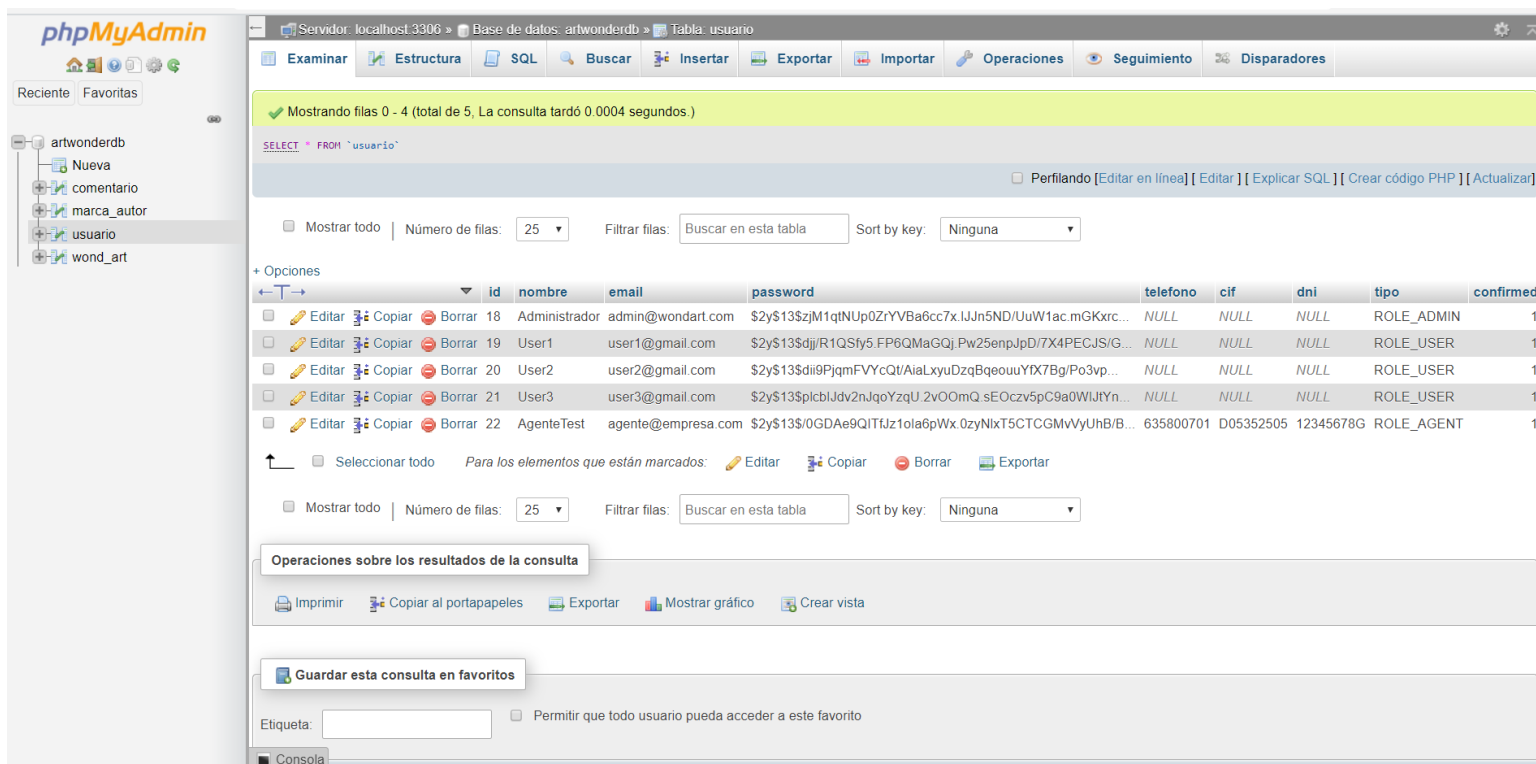 phpMyAdmin
Reciente Favoritas
artwonderdb
Nueva
comentario
marca_autor
usuario
wond_art
Servidor: localhost:3306 » Base de datos: artwonderdb » Tabla: usuario
Examinar Estructura SQL Buscar Insertar Exportar Importar Operaciones Seguimiento Disparadores
Mostrando filas 0 - 4 (total de 5, La consulta tardó 0.0004 segundos.)
SELECT * FROM `usuario`
Perfilando [Editar en línea] [ Editar ] [ Explicar SQL ] [ Crear código PHP ] [ Actualizar]
Mostrar todo | Número de filas: 25 Filtrar filas: Buscar en esta tabla Sort by key: Ninguna
+ Opciones
←T→ id nombre email password telefono cif dni tipo confirmed
Editar Copiar Borrar 18 Administrador admin@wondart.com $2y$13$zjM1qtNUp0ZrYVBa6cc7x.lJJn5ND/UuW1ac.mGKxrc... NULL NULL NULL ROLE_ADMIN 1
Editar Copiar Borrar 19 User1 user1@gmail.com $2y$13$djj/R1QSfy5.FP6QMaGQj.Pw25enpJpD/7X4PECJS/G... NULL NULL NULL ROLE_USER 1
Editar Copiar Borrar 20 User2 user2@gmail.com $2y$13$dii9PjqmFVYcQt/AiaLxyuDzqBqeouuYfX7Bg/Po3vp... NULL NULL NULL ROLE_USER 1
Editar Copiar Borrar 21 User3 user3@gmail.com $2y$13$plcbIJdv2nJqoYzqU.2vOOmQ.sEOczv5pC9a0WIJtYn... NULL NULL NULL ROLE_USER 1
Editar Copiar Borrar 22 AgenteTest agente@empresa.com $2y$13$/0GDAe9QITfJz1ola6pWx.0zyNlxT5CTCGMvVyUhB/B... 635800701 D05352505 12345678G ROLE_AGENT 1
Seleccionar todo Para los elementos que están marcados: Editar Copiar Borrar Exportar
Mostrar todo | Número de filas: 25 Filtrar filas: Buscar en esta tabla Sort by key: Ninguna
Operaciones sobre los resultados de la consulta
Imprimir Copiar al portapapeles Exportar Mostrar gráfico Crear vista
Guardar esta consulta en favoritos
Etiqueta: Permitir que todo usuario pueda acceder a este favorito
Consola